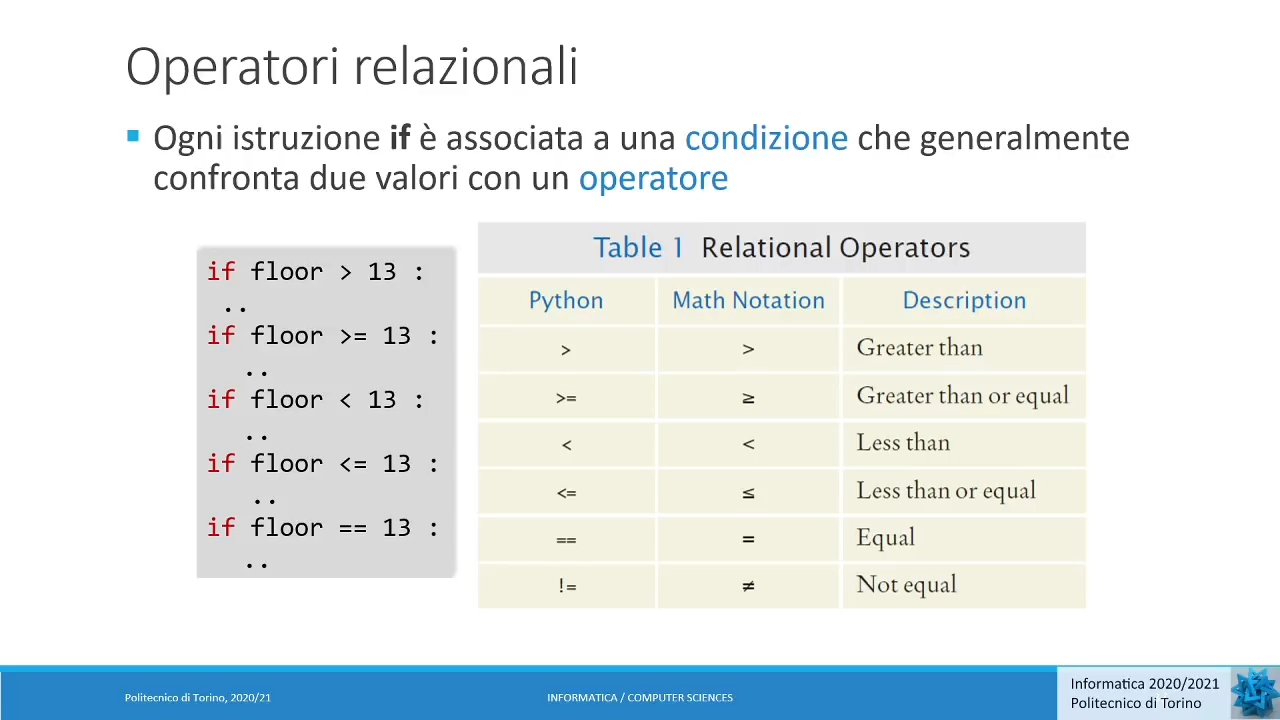 Operatori relazionali
Ogni istruzione if è associata a una condizione che generalmente
confronta due valori con un operatore
if floor > 13 :
..
if floor >= 13 :
..
if floor < 13 :
..
if floor <= 13 :
..
if floor == 13 :
..
Table 1 Relational Operators
Python Math Notation Description
> > Greater than
>= ≥ Greater than or equal
< < Less than
<= ≤ Less than or equal
== = Equal
!= ≠ Not equal
Politecnico di Torino, 2020/21
INFORMATICA / COMPUTER SCIENCES
Informatica 2020/2021
Politecnico di Torino